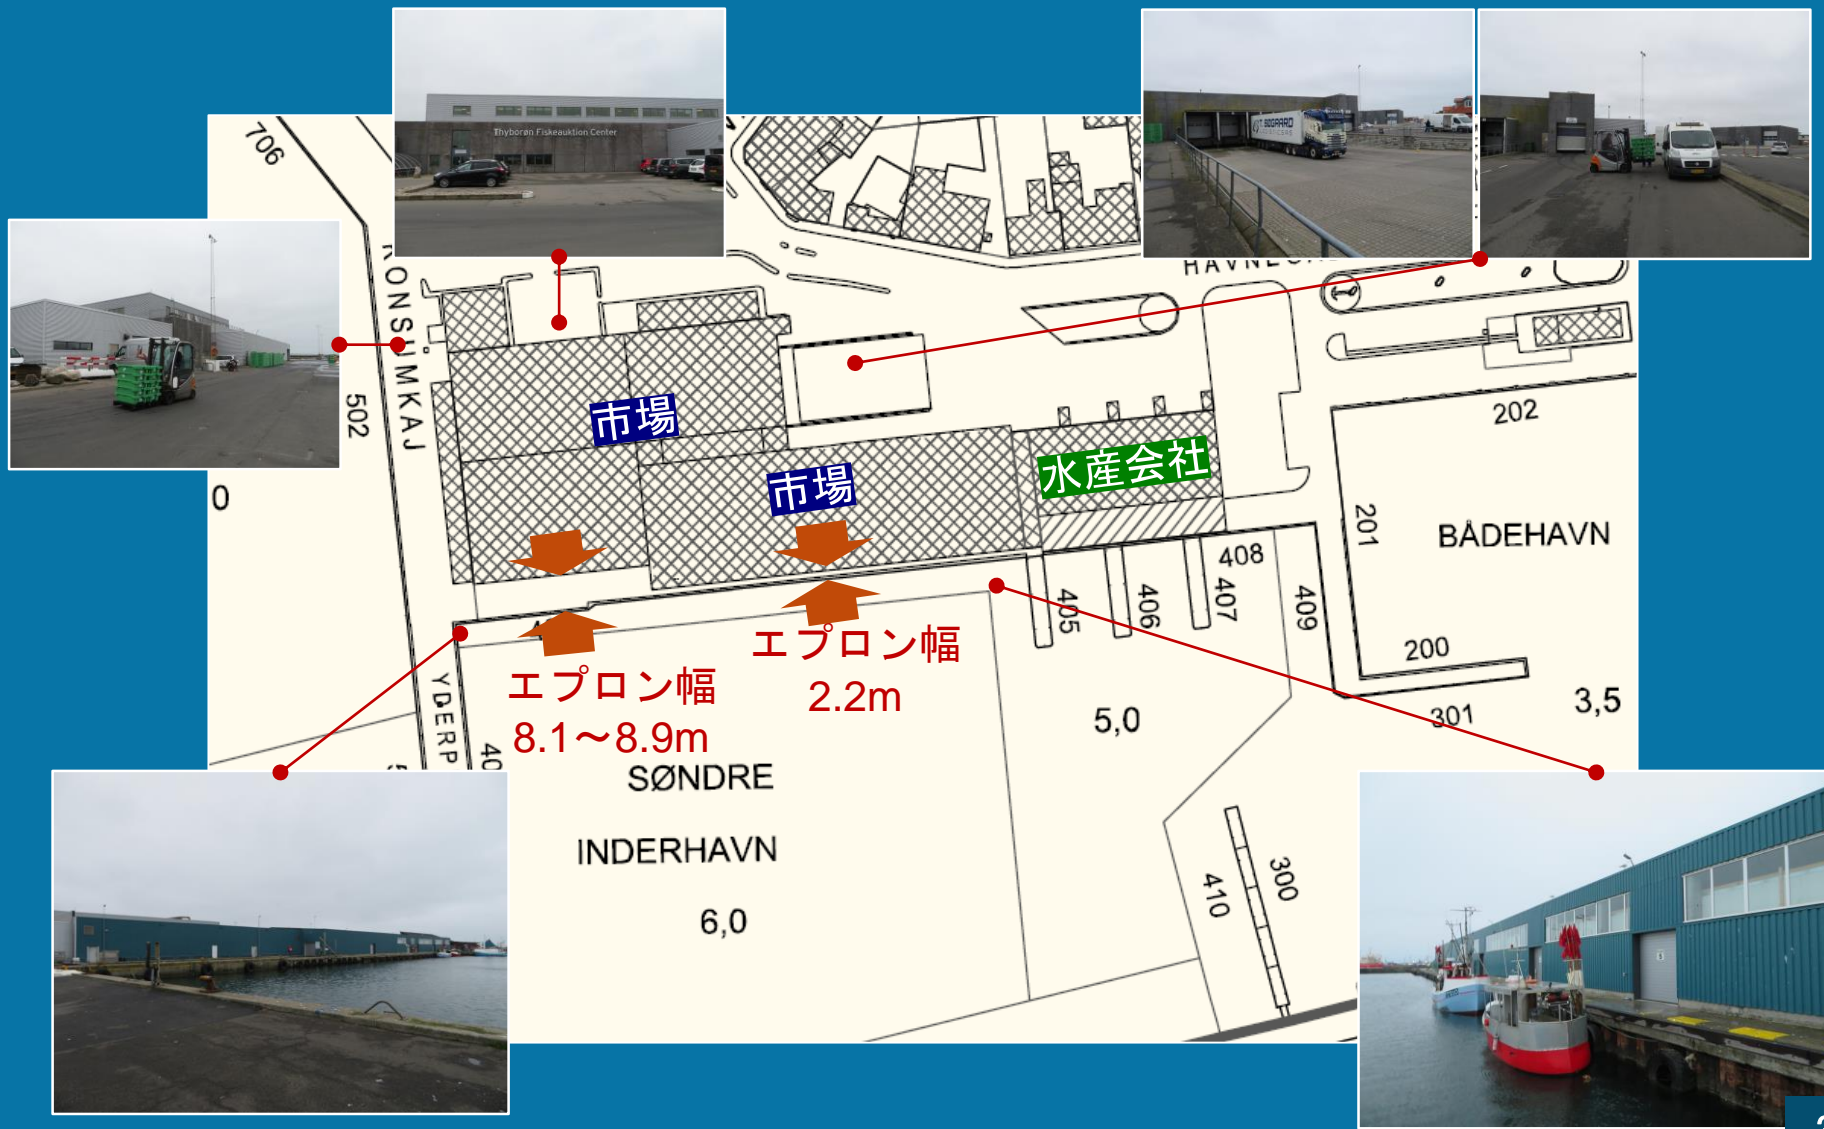 706
Thyborøn Fiskeauktion Center
T. SØGAARD
KONSUMKAJ
502
0
市場
市場
水産会社
202
201
BÅDEHAVN
408
405
406
407
409
200
301
3,5
5,0
エプロン幅
8.1～8.9m
エプロン幅
2.2m
YDERP
SØNDRE
INDERHAVN
6,0
410
300